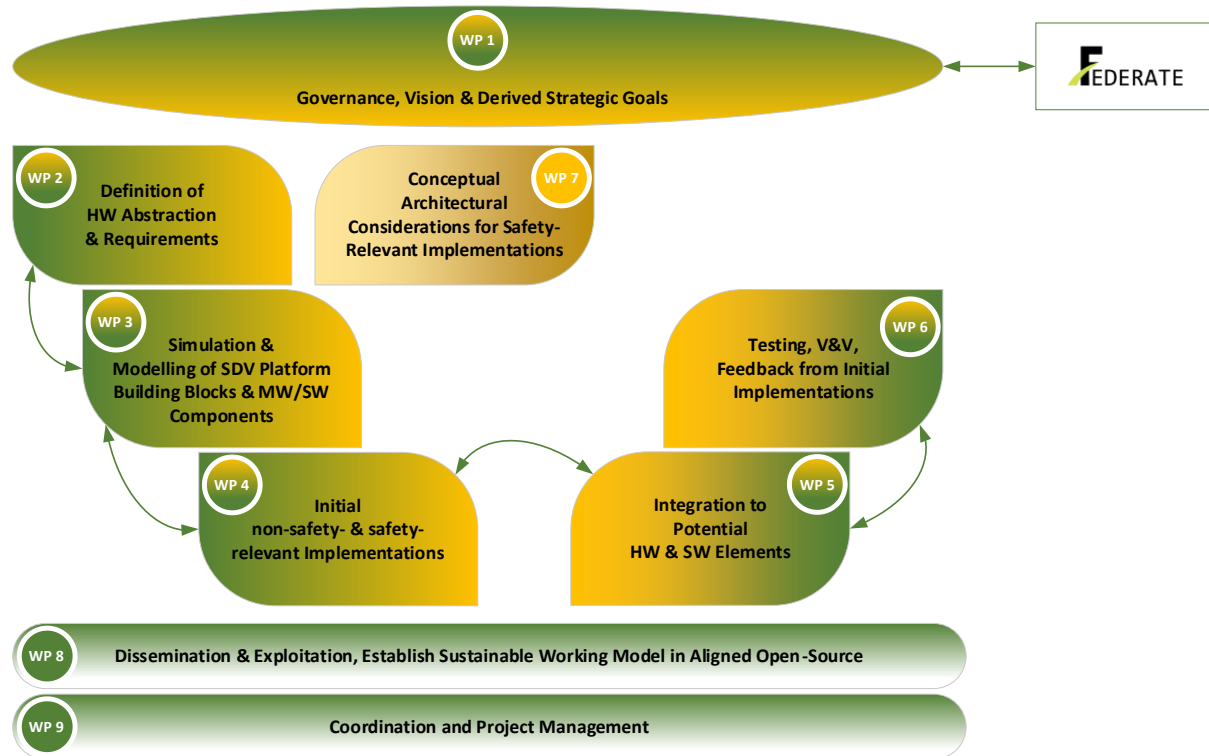 WP 1
Governance, Vision & Derived Strategic Goals
FEDERATE
WP 2
Definition of
HW Abstraction
& Requirements
WP 7
Conceptual
Architectural
Considerations for Safety-
Relevant Implementations
WP 3
Simulation &
Modelling of SDV Platform
Building Blocks & MW/SW
Components
WP 6
Testing, V&V,
Feedback from Initial
Implementations
WP 4
Initial
non-safety- & safety-
relevant Implementations
WP 5
Integration to
Potential
HW & SW Elements
WP 8
Dissemination & Exploitation, Establish Sustainable Working Model in Aligned Open-Source
WP 9
Coordination and Project Management